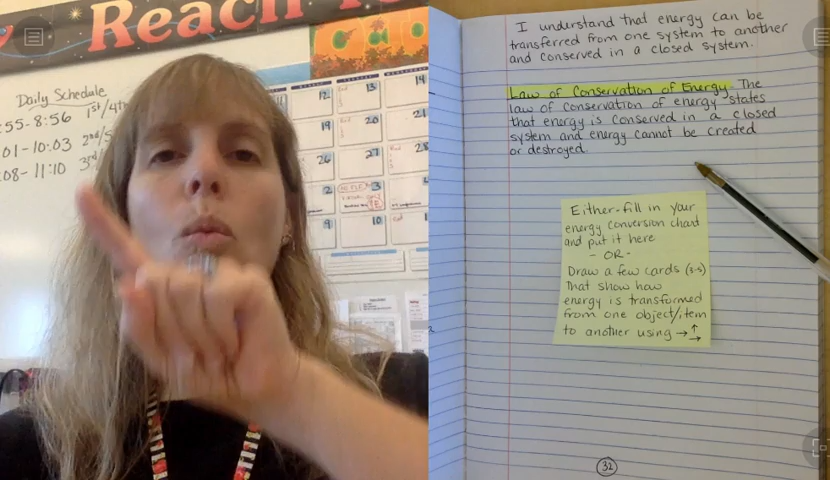 Reach
Daily Schedule
:55-8:56 1st/4th
01-10:03 2nd/5
08-11:10 3rd/
12 13 14
19 20 21
26 27 28
2 3
9 10
I understand that energy can be
transferred from one system to another
and conserved in a closed system.
Law of Conservation of Energy The
law of conservation of energy states
that energy is conserved in a closed
system and energy cannot be created
or destroyed.
Either-fill in your
energy conversion chart
and put it here
- OR -
Draw a few cards (3-5)
That show how
energy is transformed
from one object/item
to another using → ↑ →
32